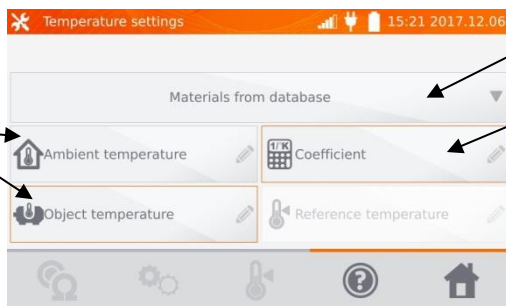 Temperature settings 15:21 2017.12.06
Materials from database
Ambient temperature
1/°K
Coefficient
Object temperature
Reference temperature
?